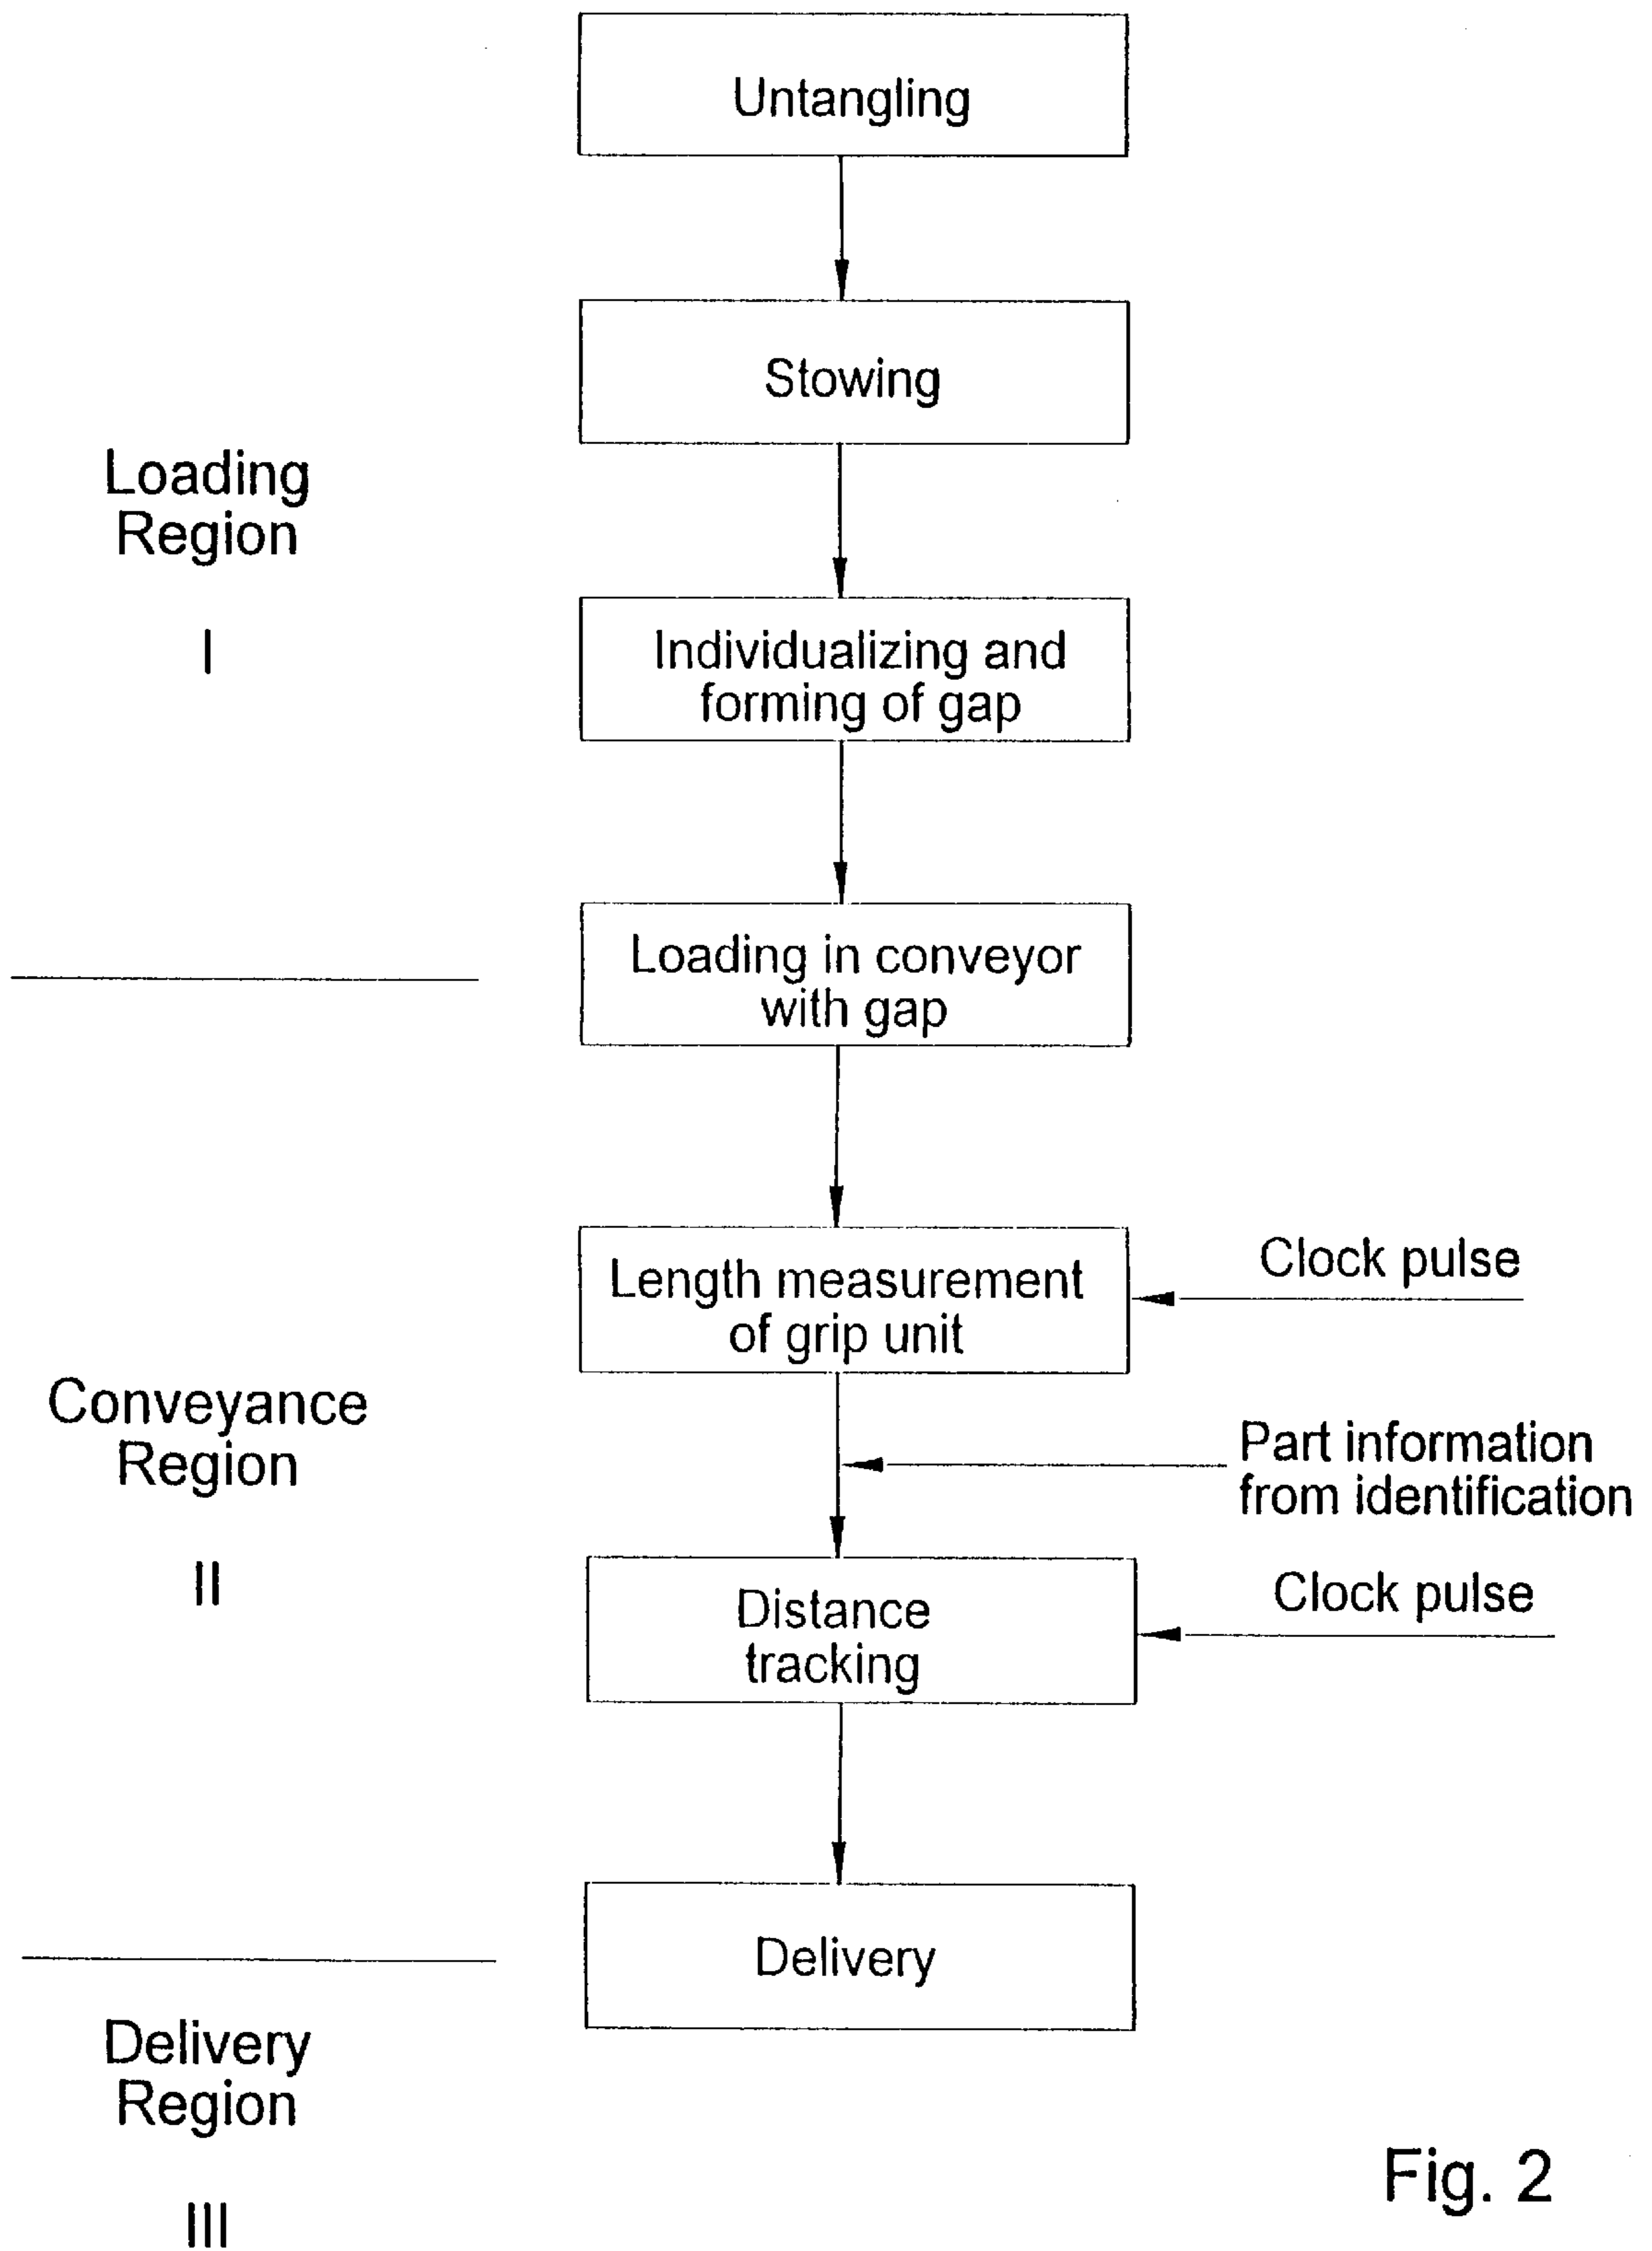 Untangling
Stowing
Loading
Region
I
Individualizing and
forming of gap
Loading in conveyor
with gap
Length measurement
of grip unit
Clock pulse
Conveyance
Region
II
Part information
from identification
Distance
tracking
Clock pulse
Delivery
Delivery
Region
III
Fig. 2